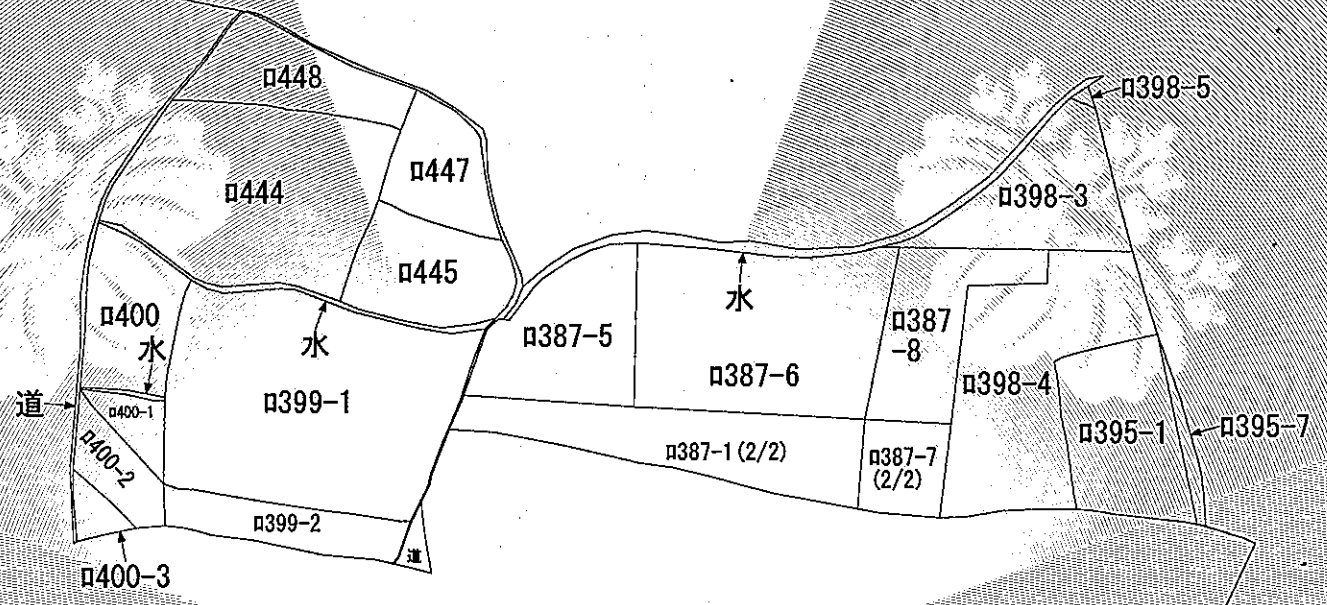 ロ448
ロ398-5
ロ447
ロ444
ロ398-3
ロ445
水
ロ400
水
水
ロ387-5
ロ387
-8
ロ387-6
ロ398-4
道
ロ400-1
ロ399-1
ロ400-2
ロ387-1(2/2)
ロ387-7
(2/2)
ロ395-1
ロ395-7
ロ399-2
道
ロ400-3